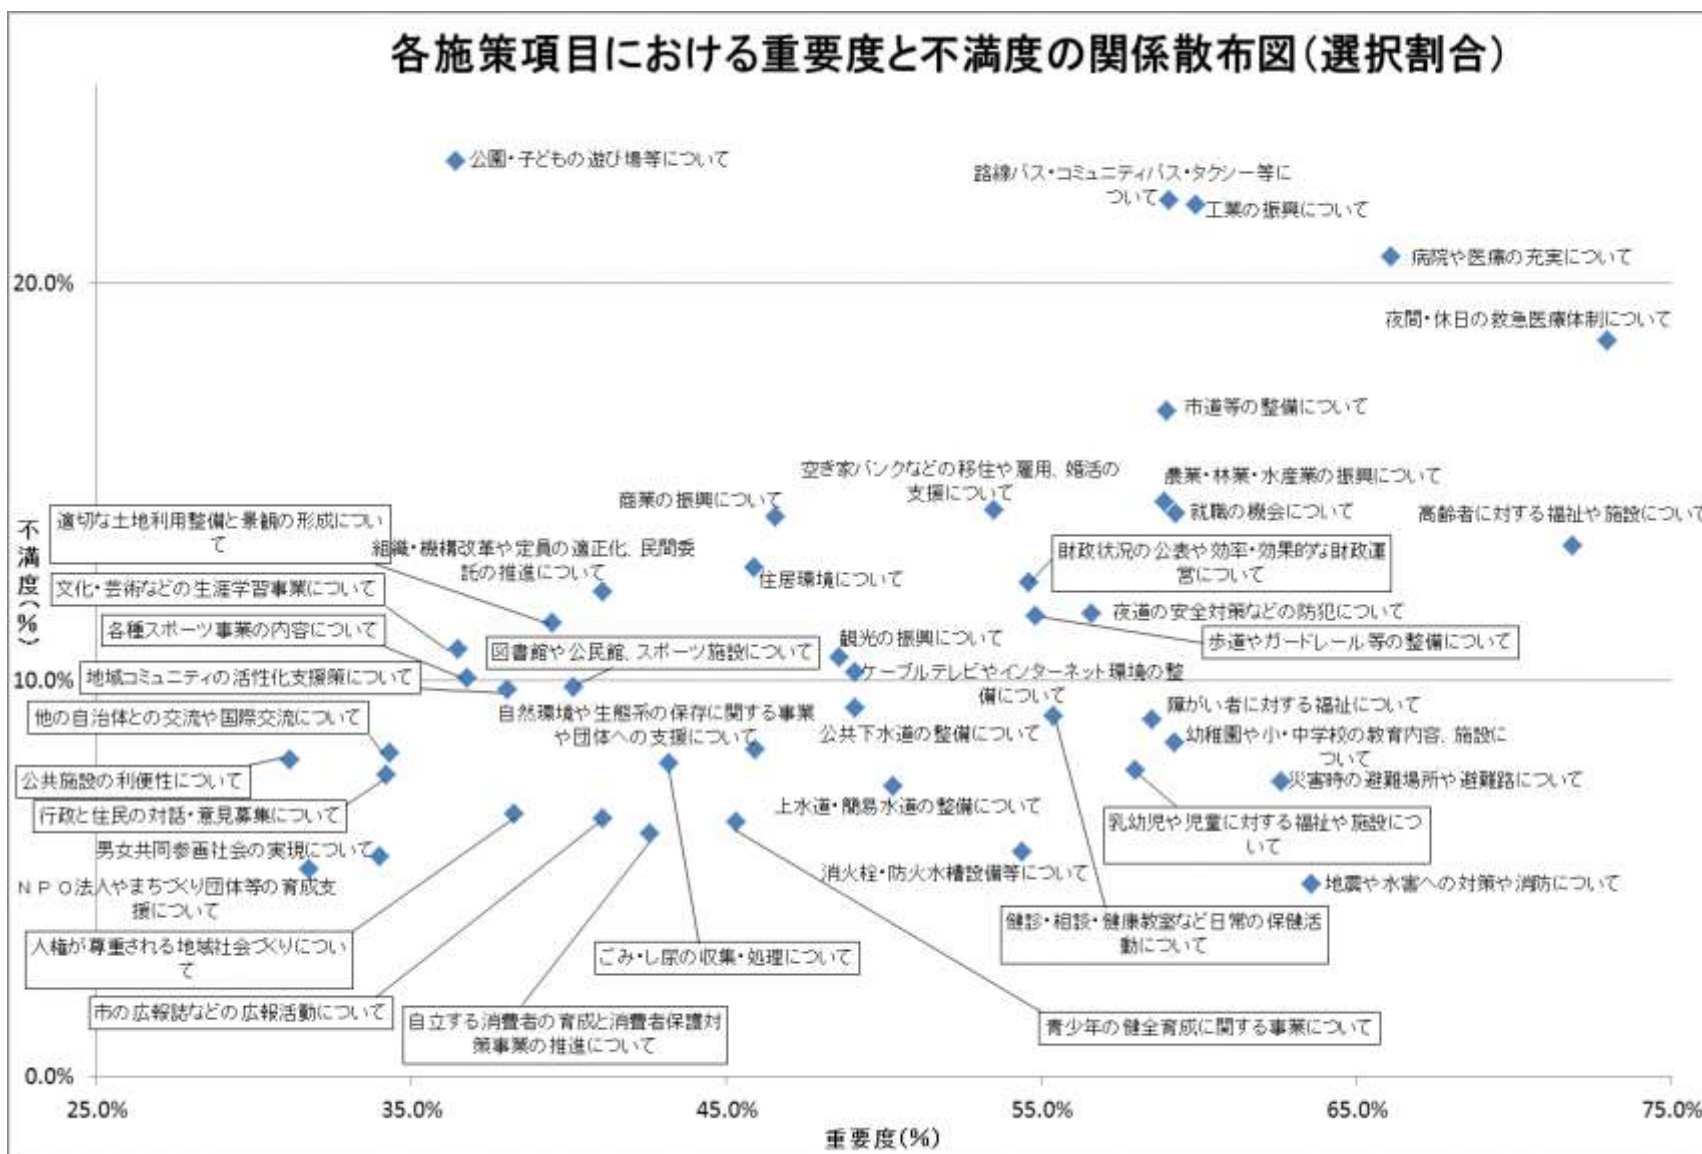 各施策項目における重要度と不満度の関係散布図(選択割合)
公園・子どもの遊び場等について
路線バス・コミュニティバス・タクシー等に
ついて
工業の振興について
病院や医療の充実について
20.0%
夜間・休日の救急医療体制について
市道等の整備について
空き家バンクなどの移住や雇用、婚活の
支援について
農業・林業・水産業の振興について
商業の振興について
就職の機会について
高齢者に対する福祉や施設について
適切な土地利用整備と景観の形成につい
て
組織・機構改革や定員の適正化、民間委
託の推進について
住居環境について
財政状況の公表や効率・効果的な財政運
営について
文化・芸術などの生涯学習事業について
夜道の安全対策などの防犯について
各種スポーツ事業の内容について
図書館や公民館、スポーツ施設について
観光の振興について
歩道やガードレール等の整備について
不満度(%)
10.0%
地域コミュニティの活性化支援策について
ケーブルテレビやインターネット環境の整
備について
他の自治体との交流や国際交流について
自然環境や生態系の保存に関する事業
や団体への支援について
公共下水道の整備について
障がい者に対する福祉について
幼稚園や小・中学校の教育内容、施設に
ついて
公共施設の利便性について
災害時の避難場所や避難路について
行政と住民の対話・意見募集について
上水道・簡易水道の整備について
乳幼児や児童に対する福祉や施設につ
いて
男女共同参画社会の実現について
消火栓・防火水槽設備等について
地震や水害への対策や消防について
NPO法人やまちづくり団体等の育成支
援について
人権が尊重される地域社会づくりについ
て
ごみ・し尿の収集・処理について
健診・相談・健康教室など日常の保健活
動について
市の広報誌などの広報活動について
自立する消費者の育成と消費者保護対
策事業の推進について
青少年の健全育成に関する事業について
0.0%
25.0%
35.0%
45.0%
55.0%
65.0%
75.0%
重要度(%)